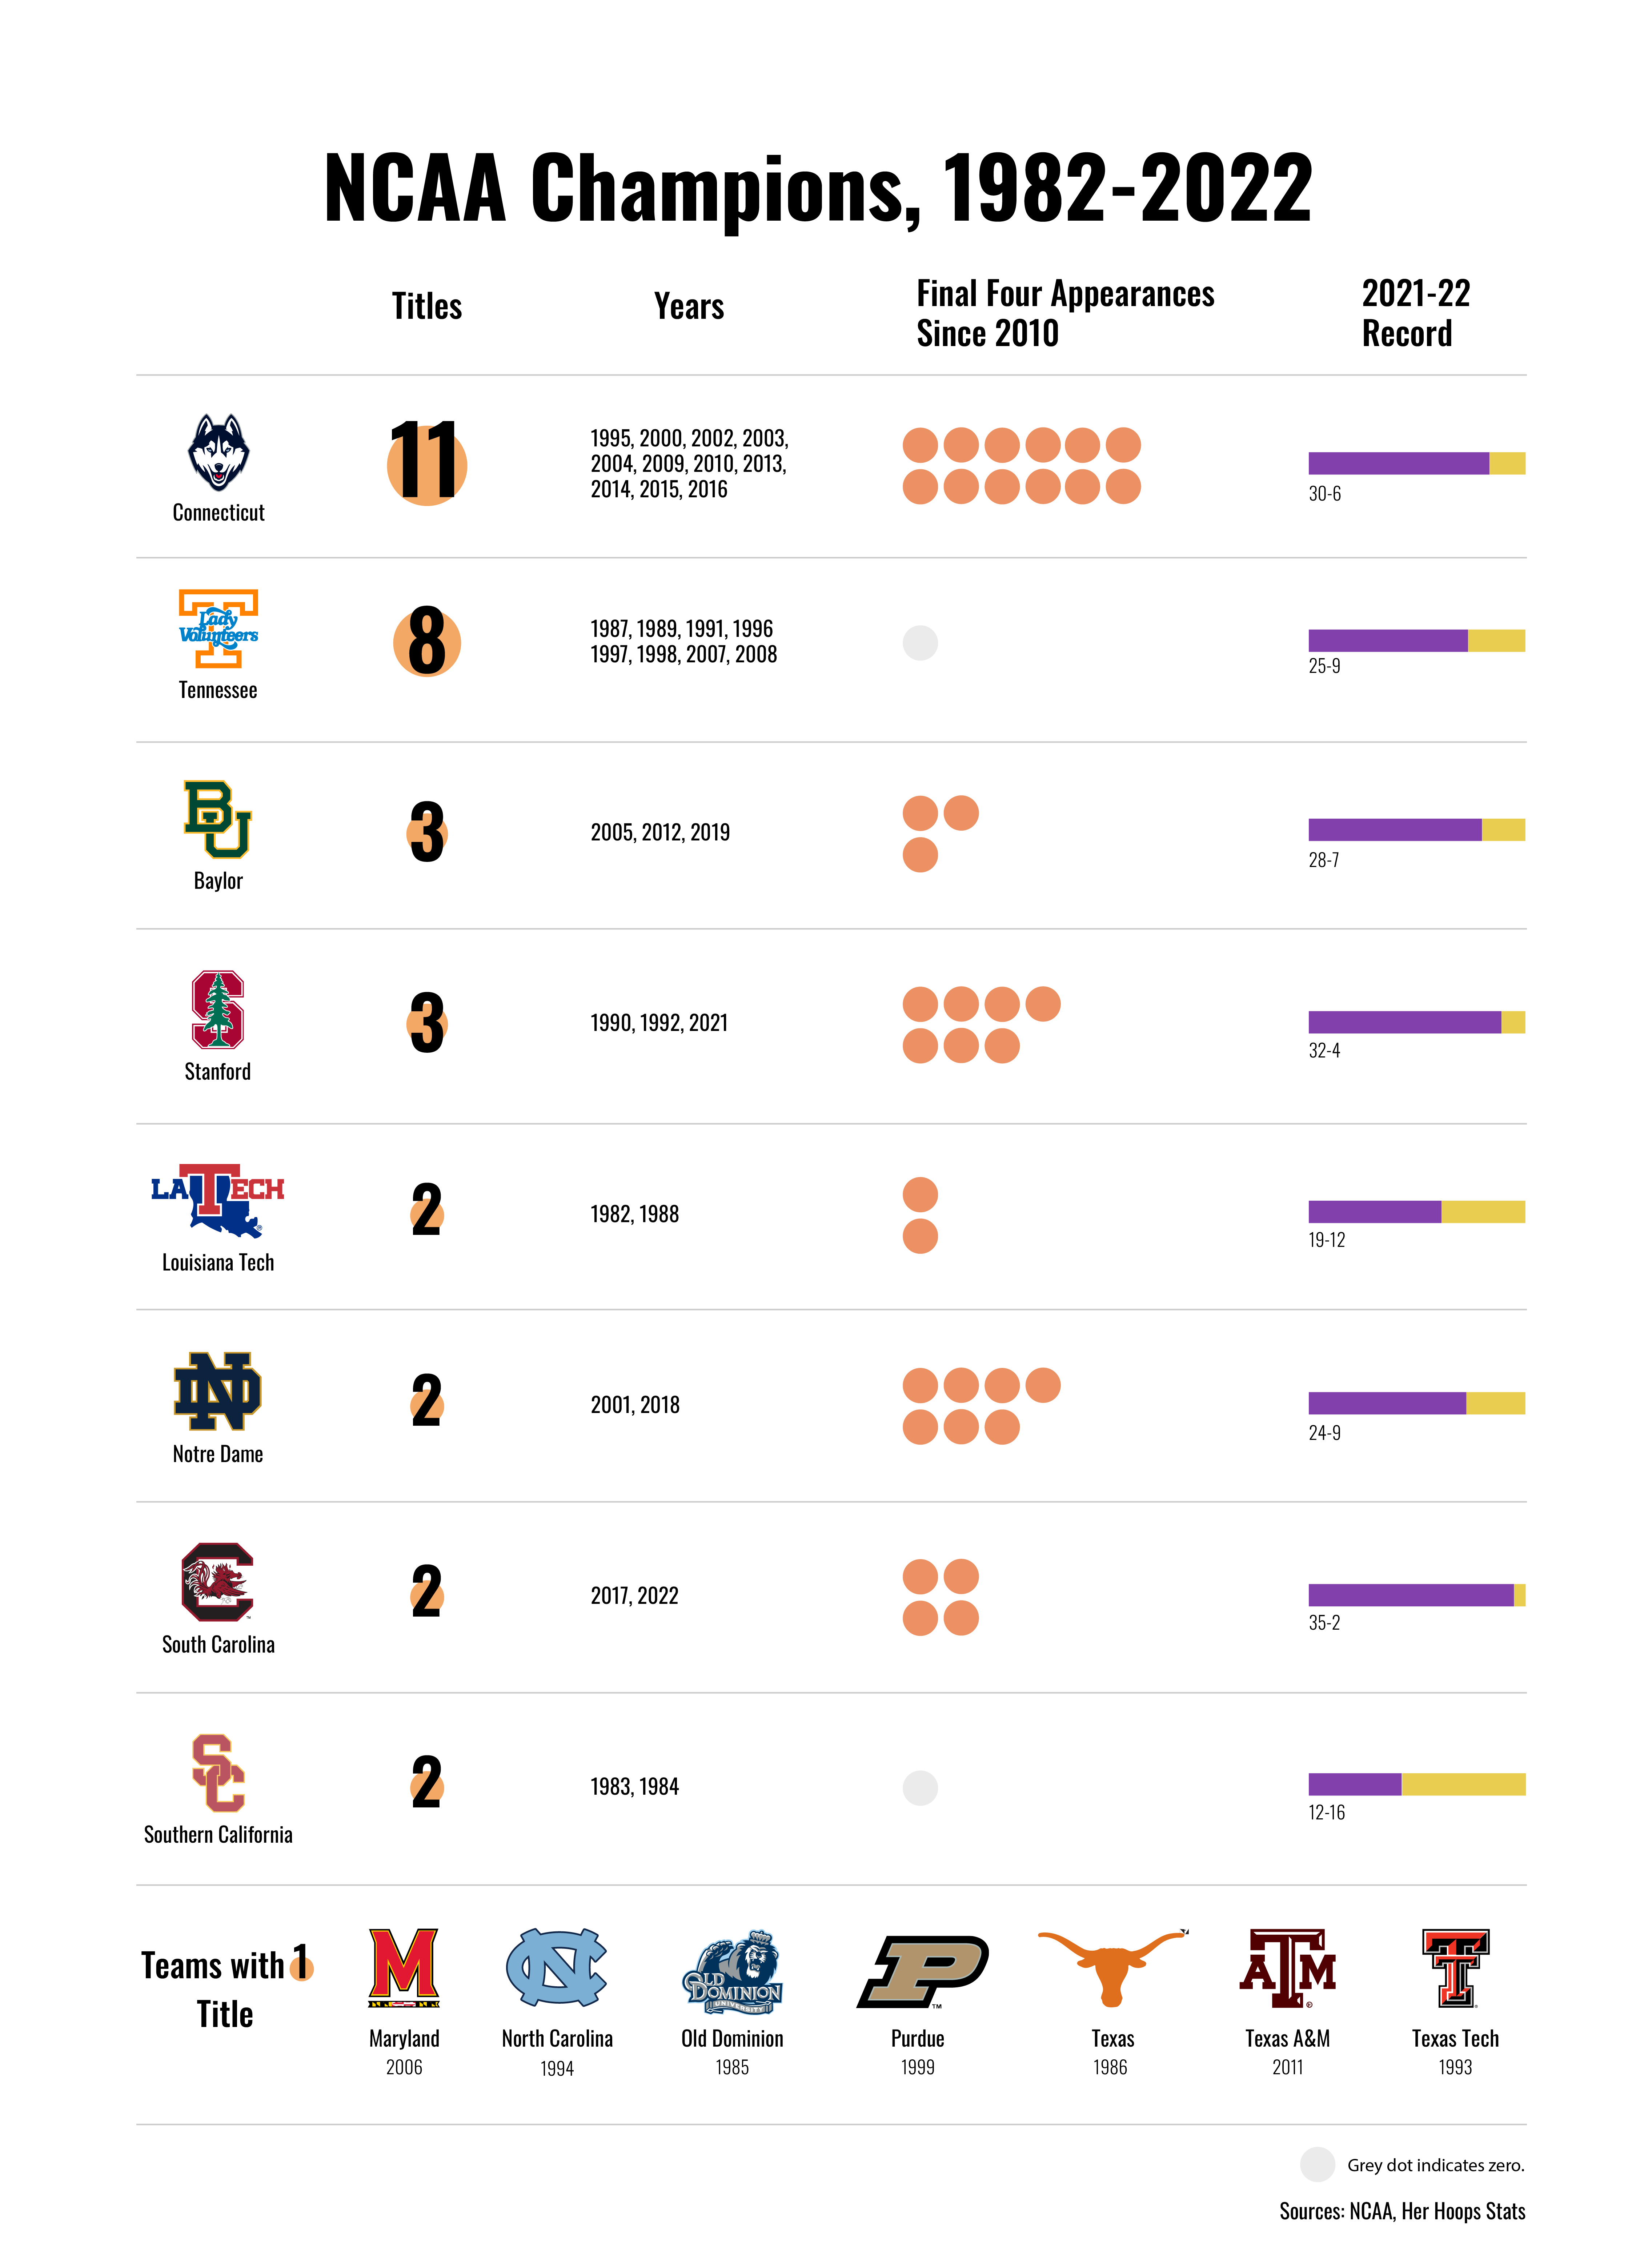 NCAA Champions, 1982-2022
Titles
Years
Final Four Appearances
Since 2010
2021-22
Record
Connecticut
11
1995, 2000, 2002, 2003,
2004, 2009, 2010, 2013,
2014, 2015, 2016
30-6
Lady
Volunteers
Tennessee
8
1987, 1989, 1991, 1996
1997, 1998, 2007, 2008
25-9
BU
Baylor
3
2005, 2012, 2019
28-7
S
Stanford
3
1990, 1992, 2021
32-4
LA TECH
®
Louisiana Tech
2
1982, 1988
19-12
ND
Notre Dame
2
2001, 2018
24-9
C
™
South Carolina
2
2017, 2022
35-2
SC
Southern California
2
1983, 1984
12-16
Teams with 1
Title
M
Maryland
2006
NC
North Carolina
1994
OLD
DOMINION
UNIVERSITY
Old Dominion
1985
P
TM
Purdue
1999
Texas
1986
ATM
®
Texas A&M
2011
T
Texas Tech
1993
Grey dot indicates zero.
Sources: NCAA, Her Hoops Stats